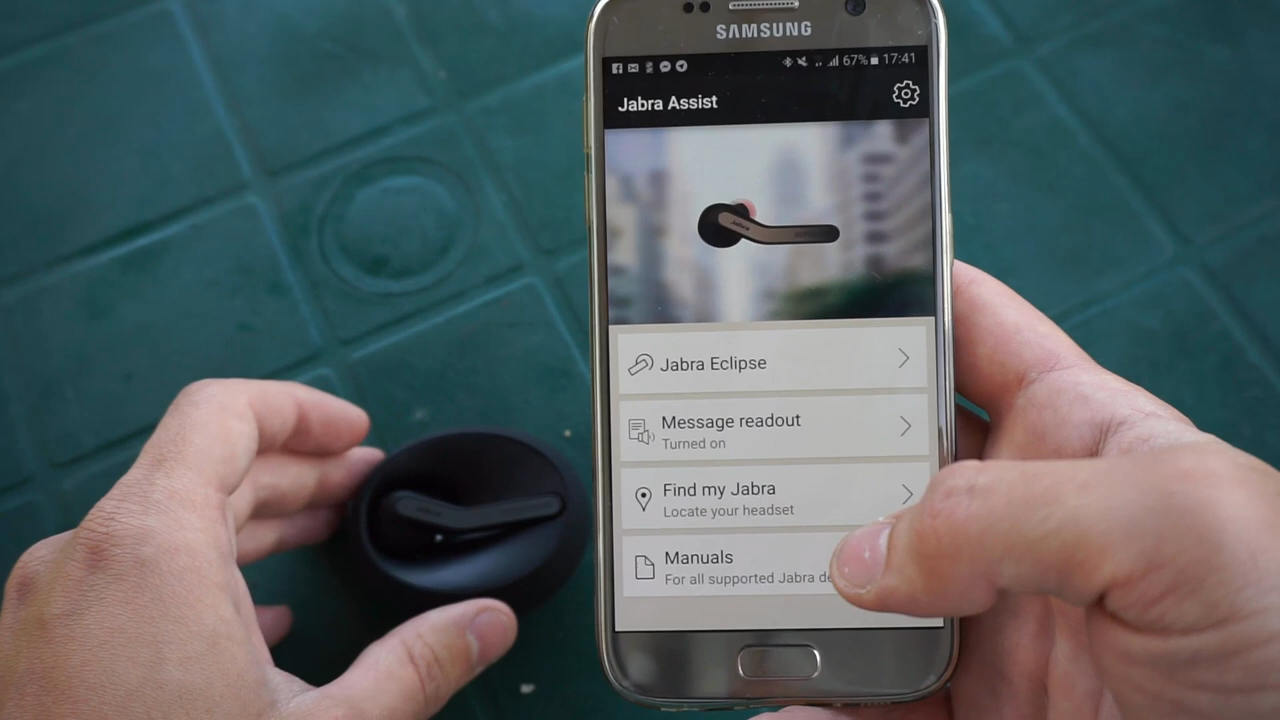 SAMSUNG
67% 17:41
Jabra Assist
Jabra
Jabra Eclipse
Message readout
Turned on
Find my Jabra
Locate your headset
Manuals
For all supported Jabra de